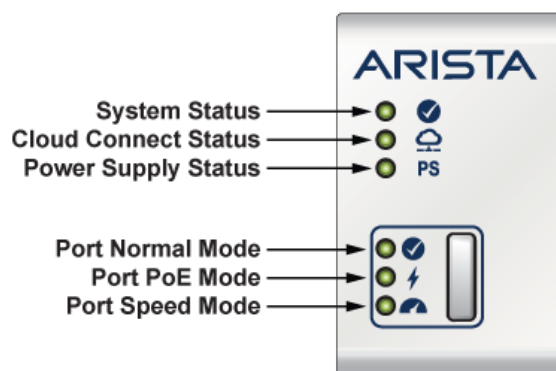 ARISTA
System Status
Cloud Connect Status
Power Supply Status
PS
Port Normal Mode
Port PoE Mode
Port Speed Mode